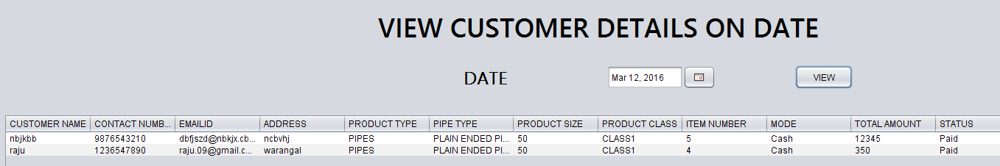 VIEW CUSTOMER DETAILS ON DATE
DATE Mar 12, 2016 VIEW
CUSTOMER NAME CONTACT NUMB... EMAILID ADDRESS PRODUCT TYPE PIPE TYPE PRODUCT SIZE PRODUCT CLASS ITEM NUMBER MODE TOTAL AMOUNT STATUS
nbjkbb 9876543210 dbfjszd@nbkjx.cb... ncbvhj PIPES PLAIN ENDED PI... 50 CLASS1 5 Cash 12345 Paid
raju 1236547890 raju.09@gmail.c... warangal PIPES PLAIN ENDED PI... 50 CLASS1 4 Cash 350 Paid